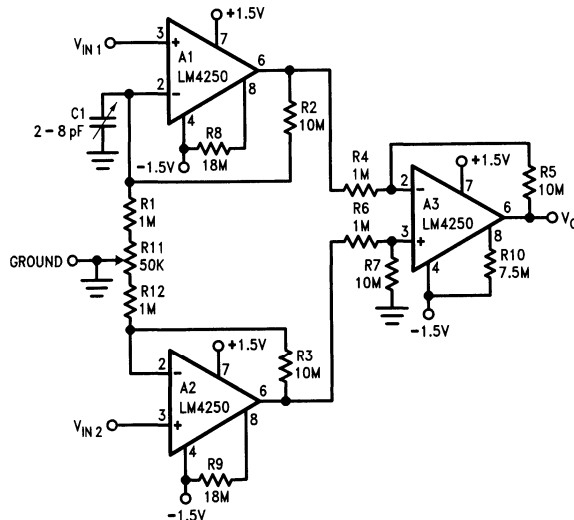 +1.5V
V_IN 1
3
+
7
A1
LM4250
6
2
−
8
4
C1
2 – 8 pF
R8
18M
−1.5V
R2
10M
R1
1M
R11
50K
GROUND
R12
1M
R4
1M
R6
1M
2
−
3
+
+1.5V
7
A3
LM4250
6
8
4
R5
10M
R7
10M
R10
7.5M
−1.5V
+1.5V
7
R3
10M
2
−
A2
LM4250
6
V_IN 2
3
+
8
4
R9
18M
−1.5V